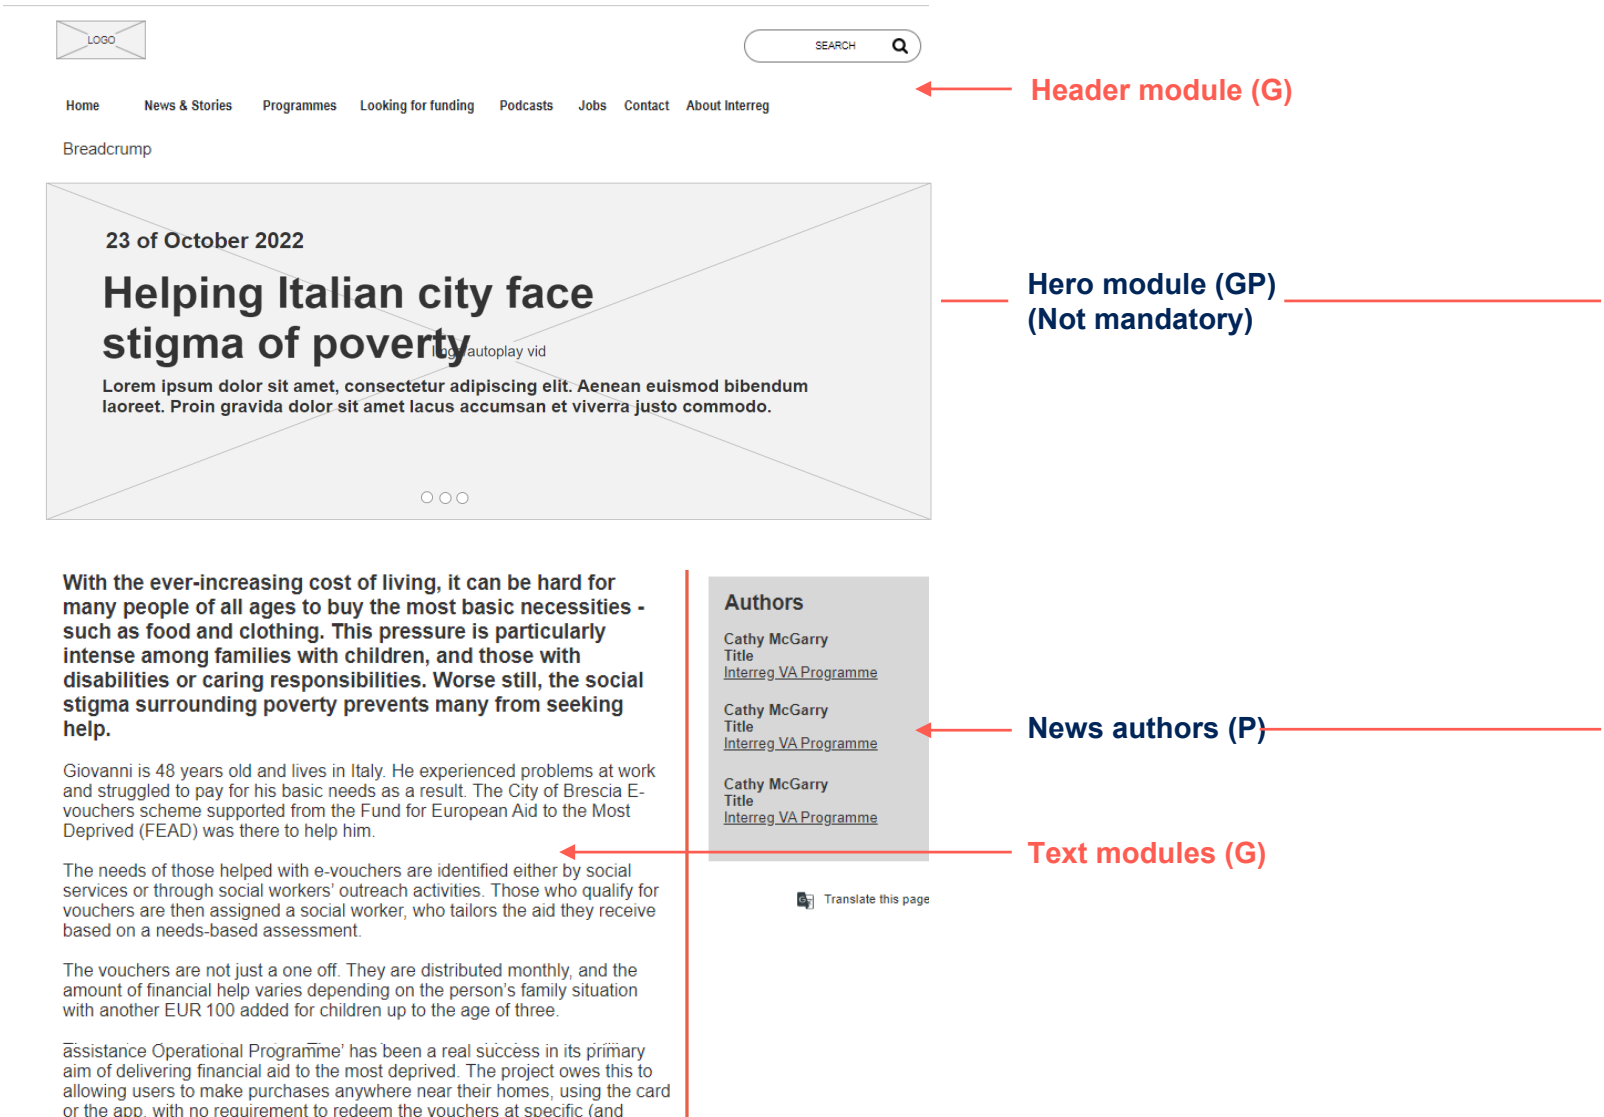 LOGO
SEARCH
Header module (G)
Home News & Stories Programmes Looking for funding Podcasts Jobs Contact About Interreg
Breadcrump
23 of October 2022
Helping Italian city face
stigma of poverty
autoplay vid
Lorem ipsum dolor sit amet, consectetur adipiscing elit. Aenean euismod bibendum
laoreet. Proin gravida dolor sit amet lacus accumsan et viverra justo commodo.
Hero module (GP)
(Not mandatory)
With the ever-increasing cost of living, it can be hard for
many people of all ages to buy the most basic necessities -
such as food and clothing. This pressure is particularly
intense among families with children, and those with
disabilities or caring responsibilities. Worse still, the social
stigma surrounding poverty prevents many from seeking
help.
Giovanni is 48 years old and lives in Italy. He experienced problems at work
and struggled to pay for his basic needs as a result. The City of Brescia E-
vouchers scheme supported from the Fund for European Aid to the Most
Deprived (FEAD) was there to help him.
The needs of those helped with e-vouchers are identified either by social
services or through social workers' outreach activities. Those who qualify for
vouchers are then assigned a social worker, who tailors the aid they receive
based on a needs-based assessment.
The vouchers are not just a one off. They are distributed monthly, and the
amount of financial help varies depending on the person's family situation
with another EUR 100 added for children up to the age of three.
assistance Operational Programme' has been a real success in its primary
aim of delivering financial aid to the most deprived. The project owes this to
allowing users to make purchases anywhere near their homes, using the card
or the app, with no requirement to redeem the vouchers at specific (and
Authors
Cathy McGarry
Title
Interreg VA Programme
Cathy McGarry
Title
Interreg VA Programme
Cathy McGarry
Title
Interreg VA Programme
Translate this page
News authors (P)
Text modules (G)